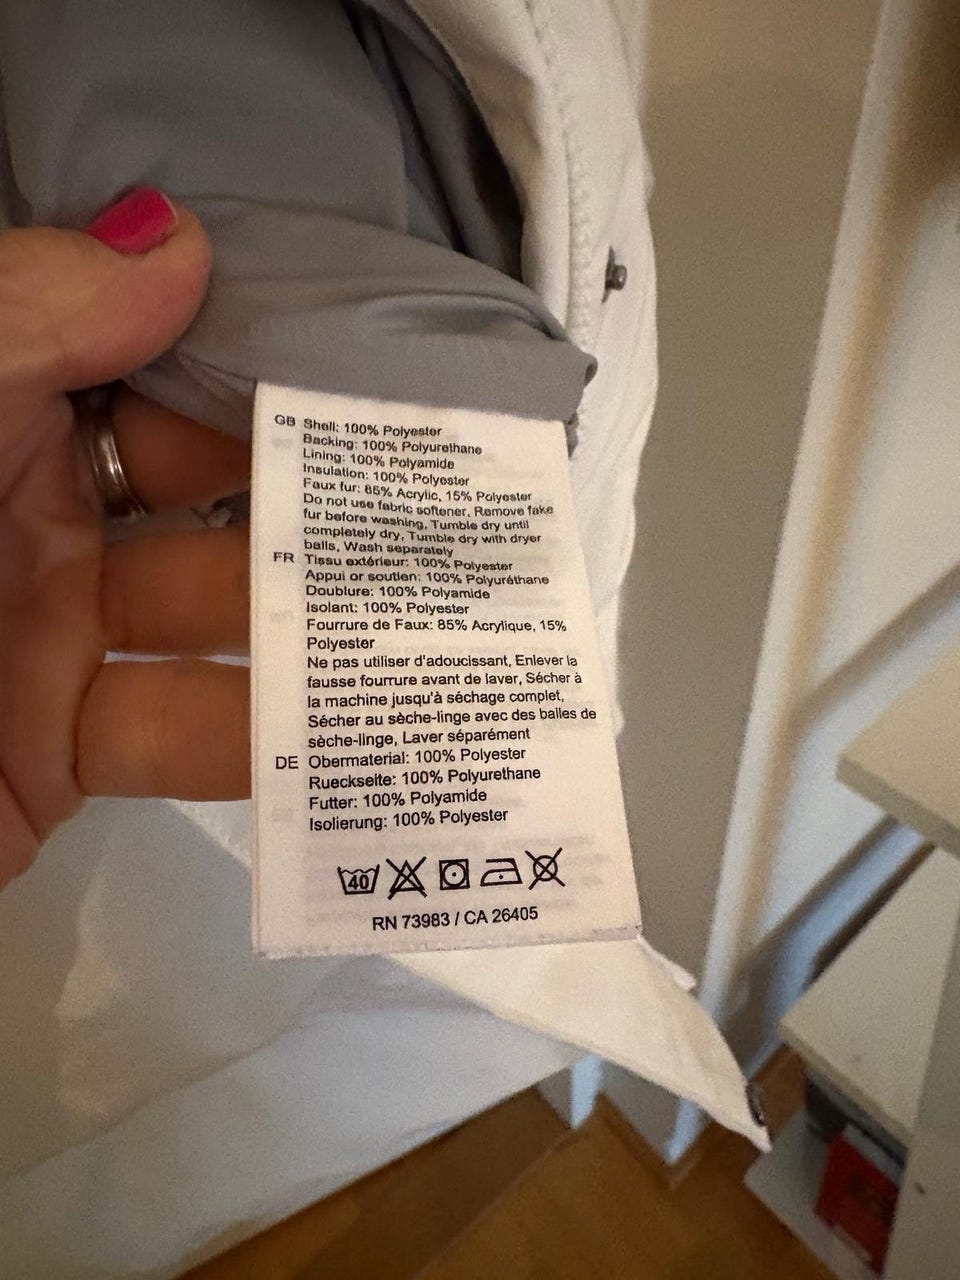 GB Shell: 100% Polyester
Backing: 100% Polyurethane
Lining: 100% Polyamide
Insulation: 100% Polyester
Faux fur: 85% Acrylic, 15% Polyester
Do not use fabric softener, Remove fake
fur before washing, Tumble dry until
completely dry, Tumble dry with dryer
balls, Wash separately
FR Tissu extérieur: 100% Polyester
Appui or soutien: 100% Polyuréthane
Doublure: 100% Polyamide
Isolant: 100% Polyester
Fourrure de Faux: 85% Acrylique, 15%
Polyester
Ne pas utiliser d'adoucissant, Enlever la
fausse fourrure avant de laver, Sécher à
la machine jusqu'à séchage complet,
Sécher au sèche-linge avec des balles de
sèche-linge, Laver séparément
DE Obermaterial: 100% Polyester
Rueckseite: 100% Polyurethane
Futter: 100% Polyamide
Isolierung: 100% Polyester
40
RN 73983 / CA 26405